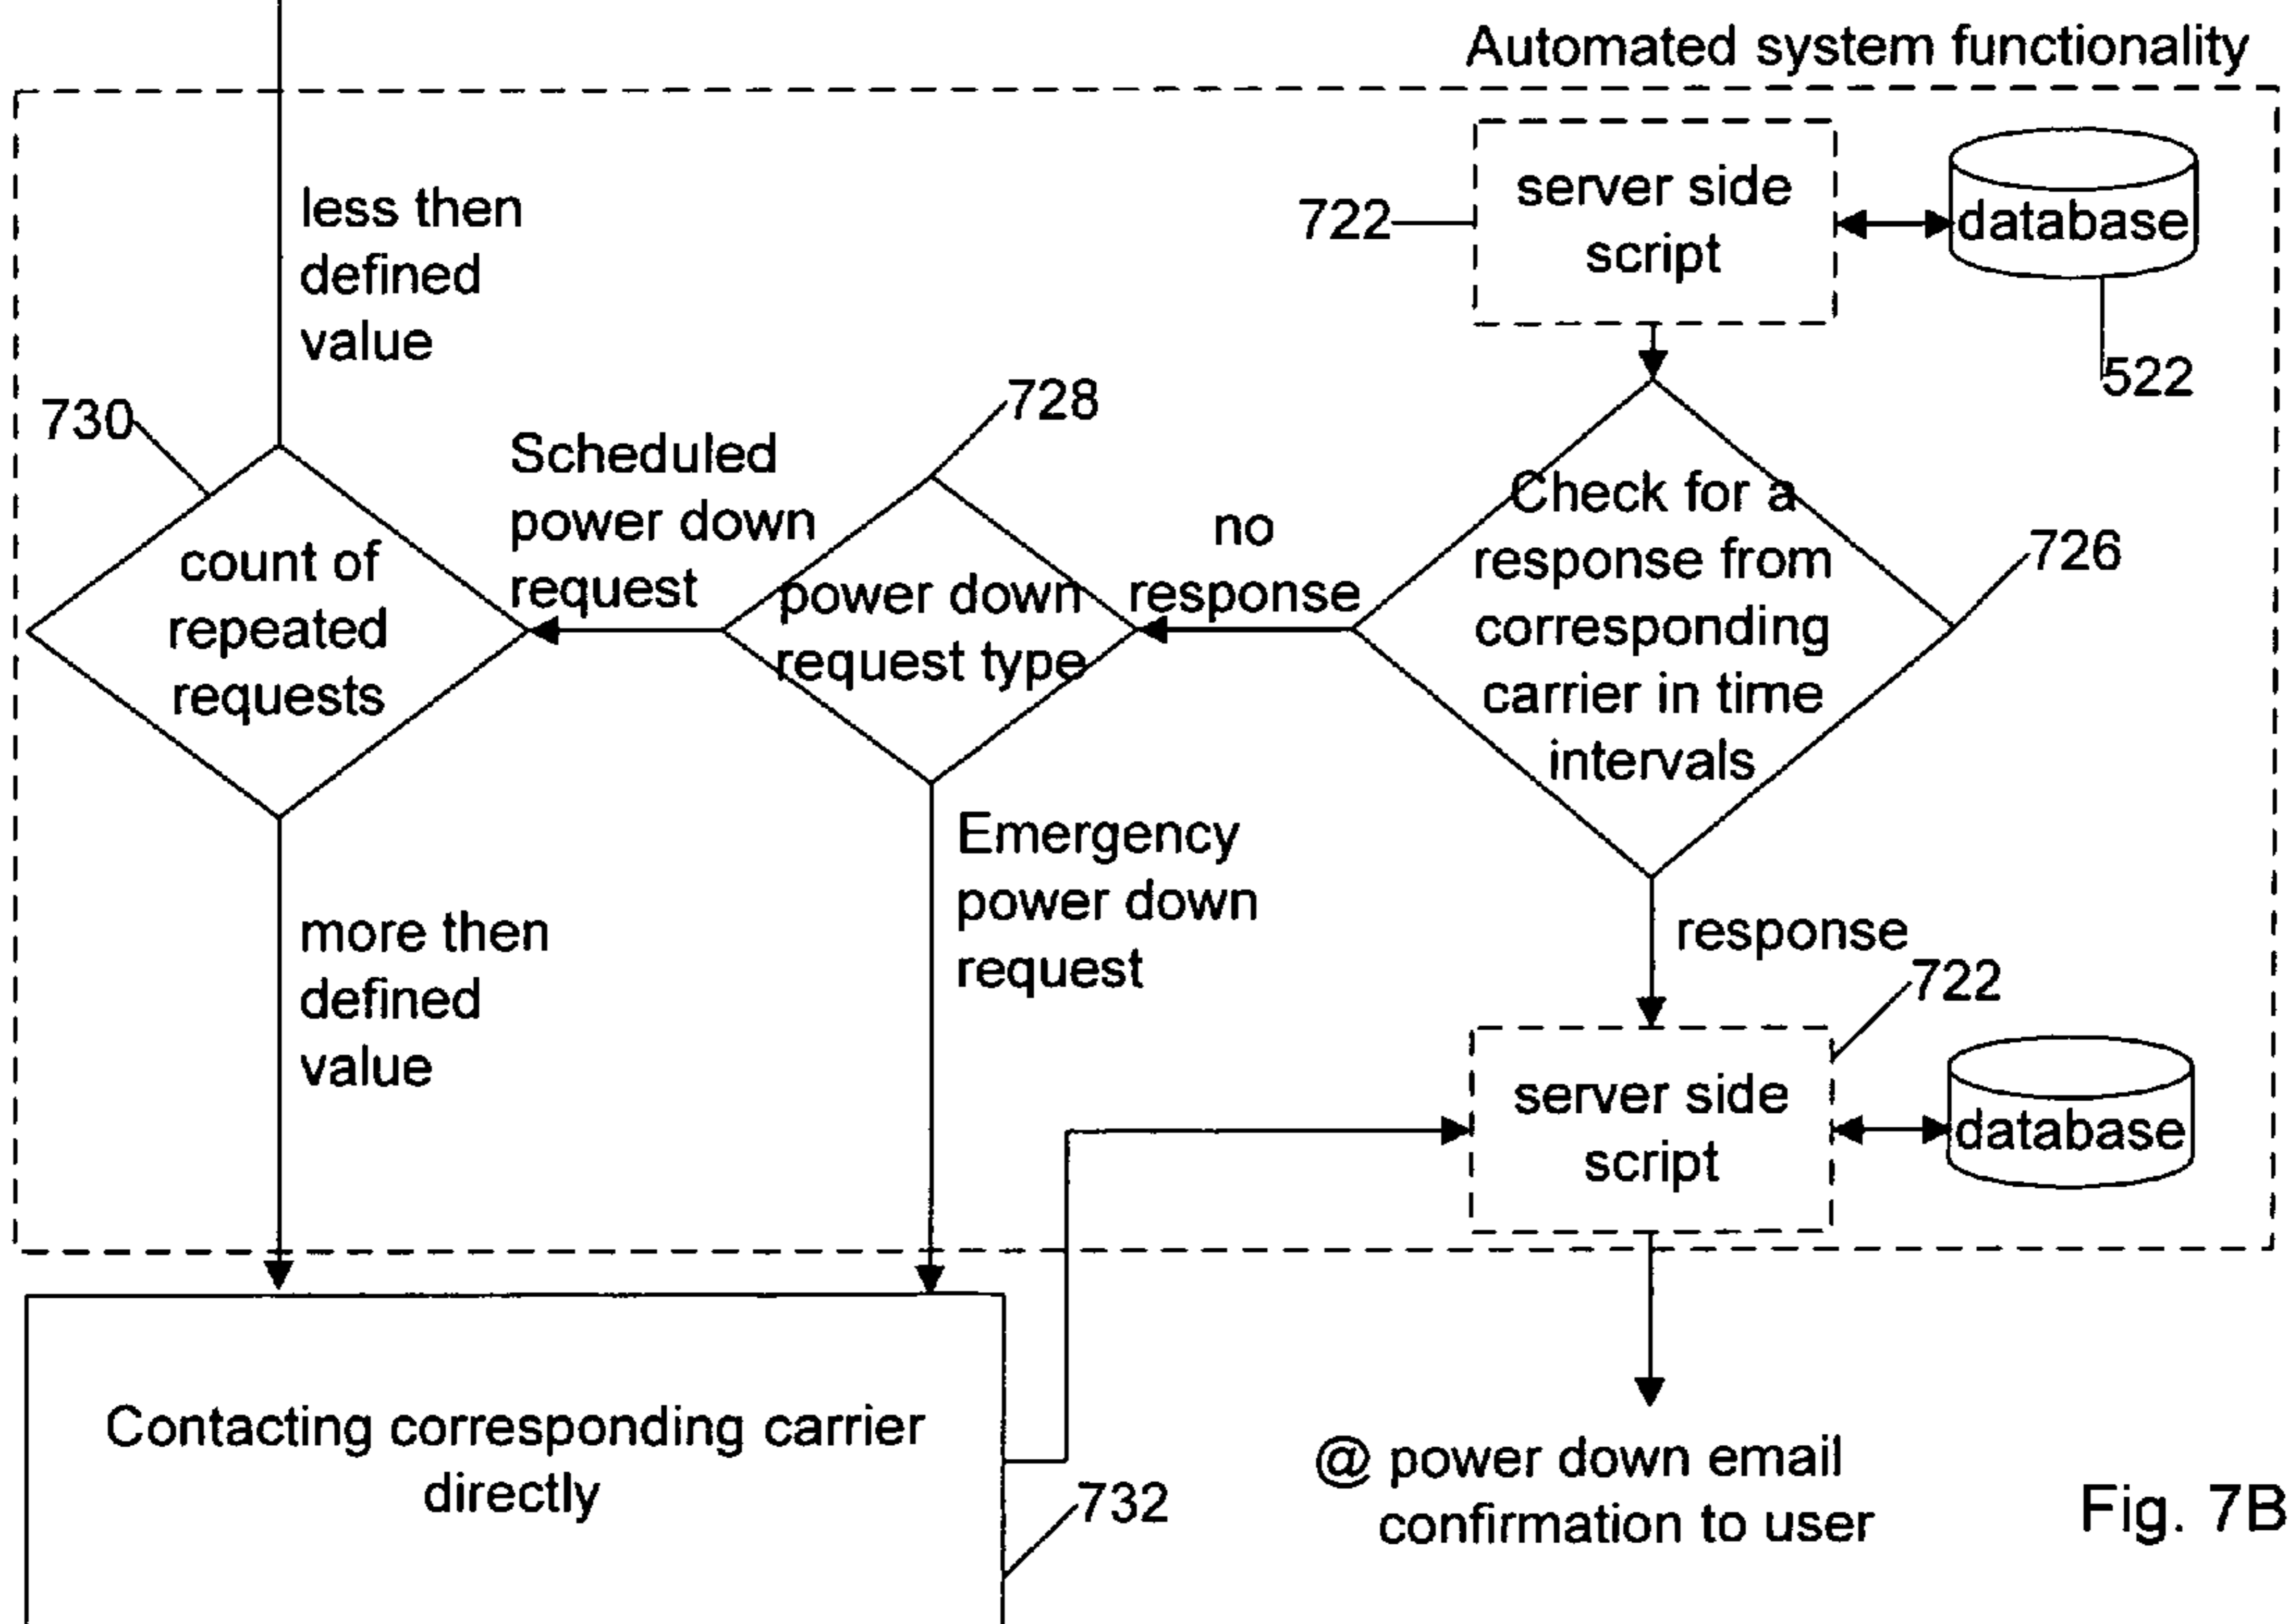 Automated system functionality
server side
script
722
database
522
less then
defined
value
730
728
Scheduled
power down
request
no
response
Check for a
response from
corresponding
carrier in time
intervals
726
count of
repeated
requests
power down
request type
Emergency
power down
request
more then
defined
value
response
722
server side
script
database
Contacting corresponding carrier
directly
732
@ power down email
confirmation to user
Fig. 7B